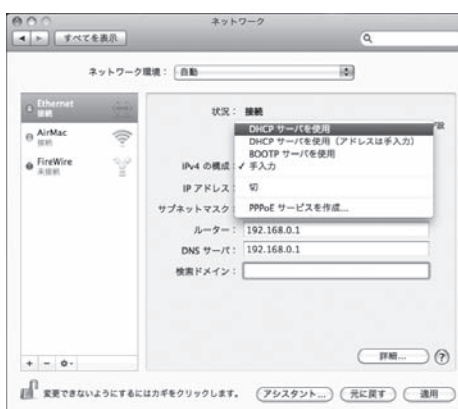 ネットワーク
すべてを表示
ネットワーク環境： 自動
Ethernet
接続
AirMac
接続
FireWire
未接続
状況： 接続
DHCP サーバを使用
DHCP サーバを使用（アドレスは手入力）
BOOTP サーバを使用
IPv4 の構成： ✓ 手入力
IP アドレス： 切
サブネットマスク： PPPoE サービスを作成...
ルーター： 192.168.0.1
DNS サーバ： 192.168.0.1
検索ドメイン：
詳細...
?
変更できないようにするにはカギをクリックします。 アシスタント... 元に戻す 適用